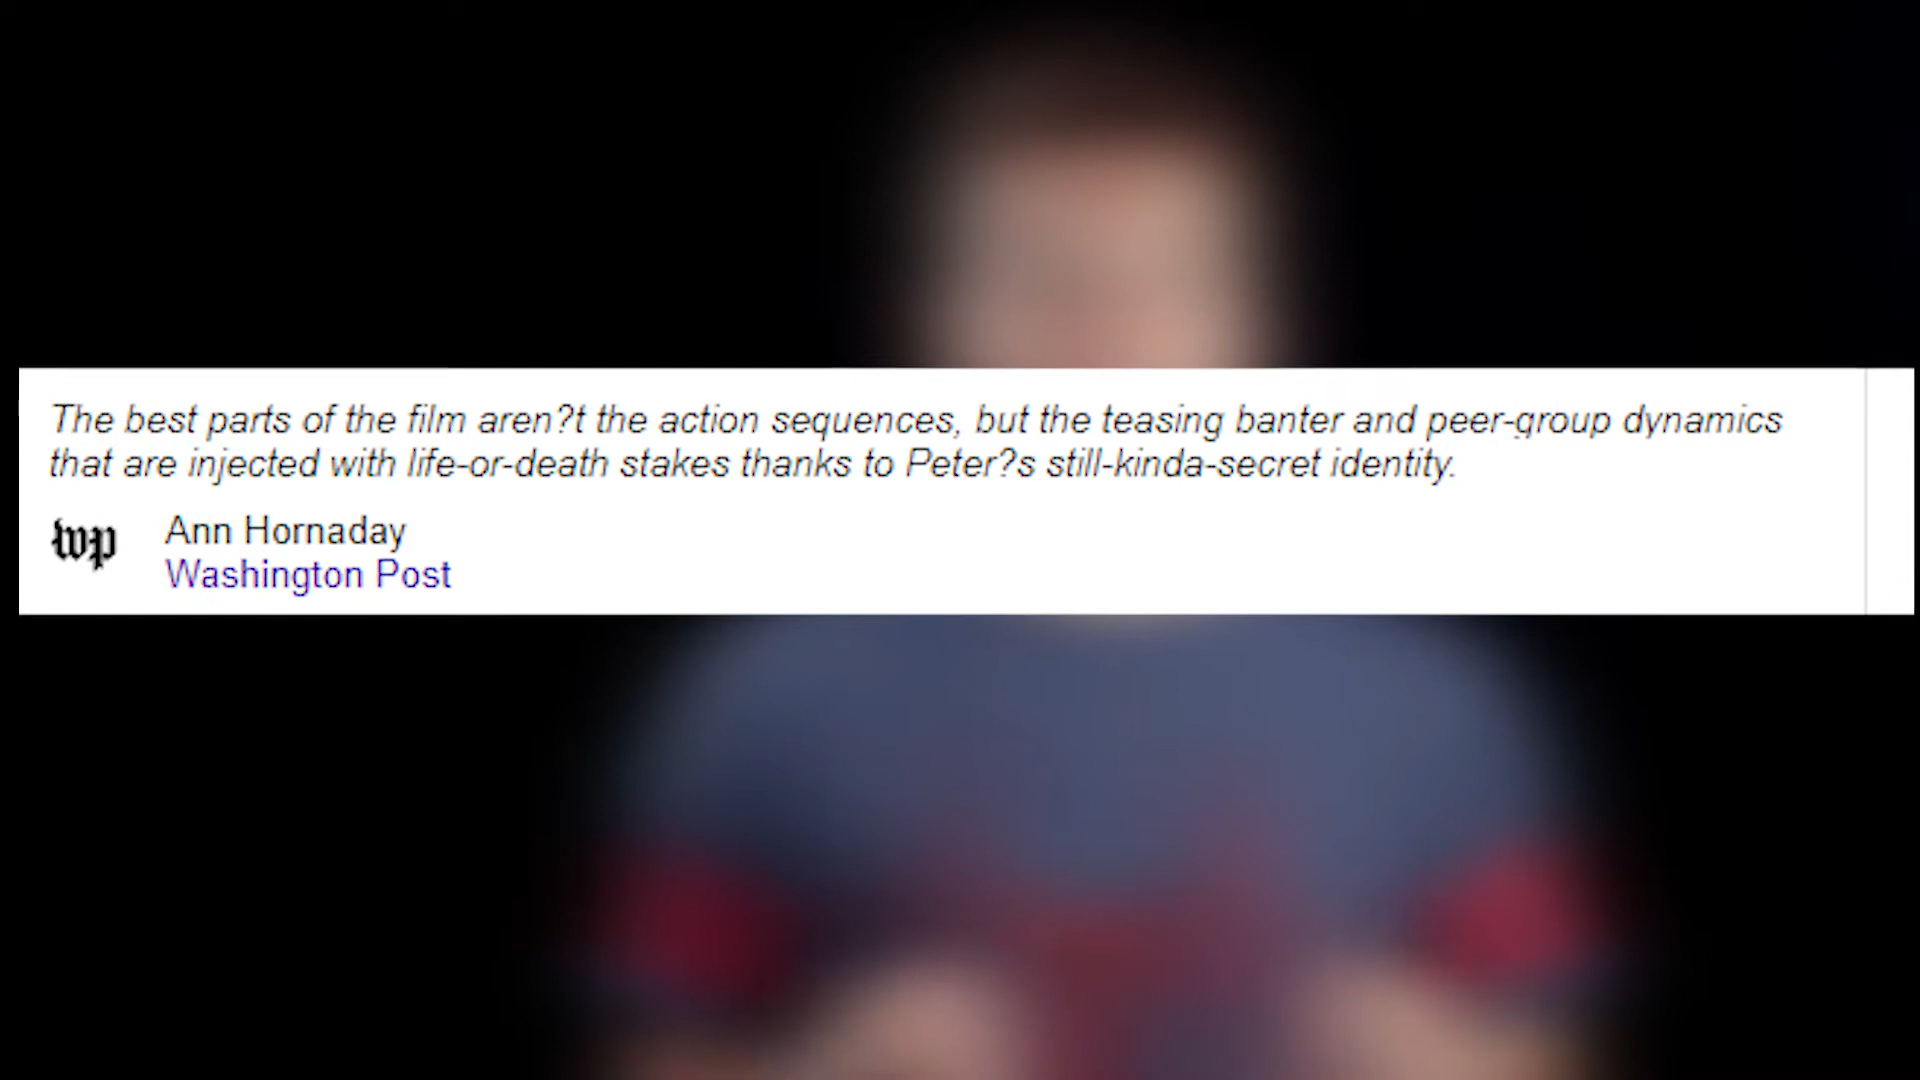 The best parts of the film aren?t the action sequences, but the teasing banter and peer-group dynamics
that are injected with life-or-death stakes thanks to Peter?s still-kinda-secret identity.
wp
Ann Hornaday
Washington Post